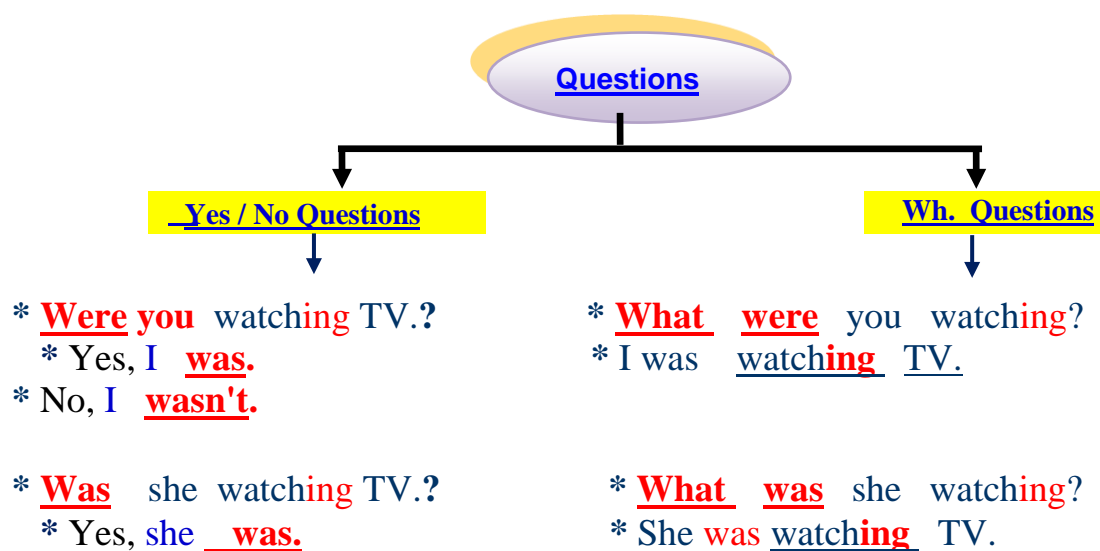 Questions
Yes / No Questions
Wh. Questions
* Were you watching TV.?
* Yes, I was.
* No, I wasn't.
* What were you watching?
* I was watching TV.
* Was she watching TV.?
* Yes, she was.
* What was she watching?
* She was watching TV.